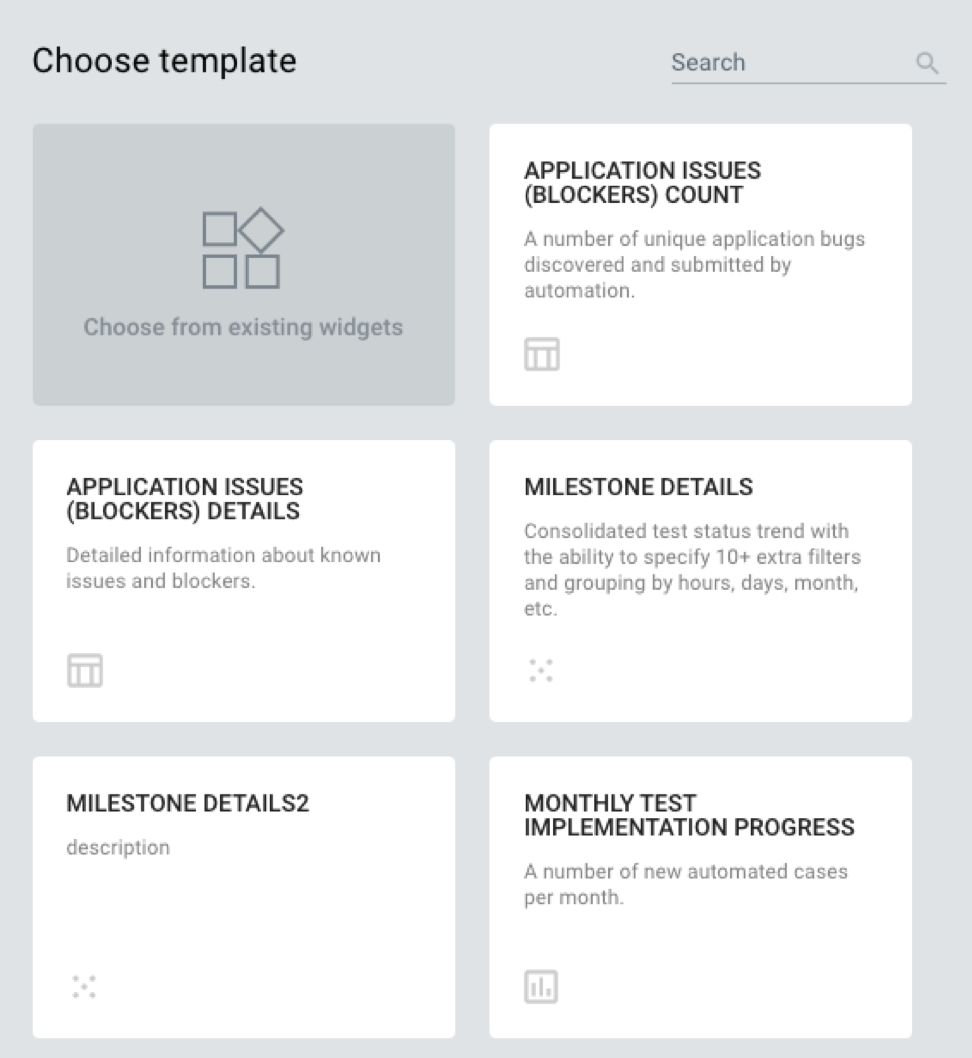 Choose template
Search
Choose from existing widgets
APPLICATION ISSUES
(BLOCKERS) COUNT
A number of unique application bugs
discovered and submitted by
automation.
APPLICATION ISSUES
(BLOCKERS) DETAILS
Detailed information about known
issues and blockers.
MILESTONE DETAILS
Consolidated test status trend with
the ability to specify 10+ extra filters
and grouping by hours, days, month,
etc.
MILESTONE DETAILS2
description
MONTHLY TEST
IMPLEMENTATION PROGRESS
A number of new automated cases
per month.